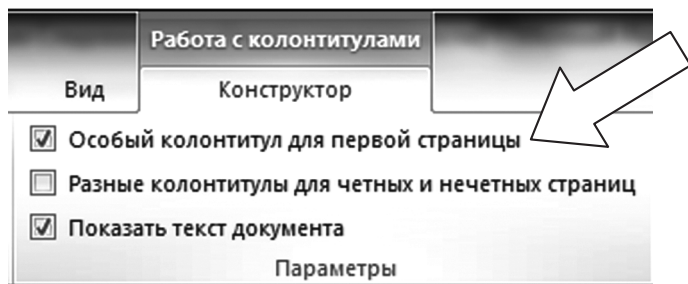 Работа с колонтитулами
Вид Конструктор
Особый колонтитул для первой страницы
Разные колонтитулы для четных и нечетных страниц
Показать текст документа
Параметры